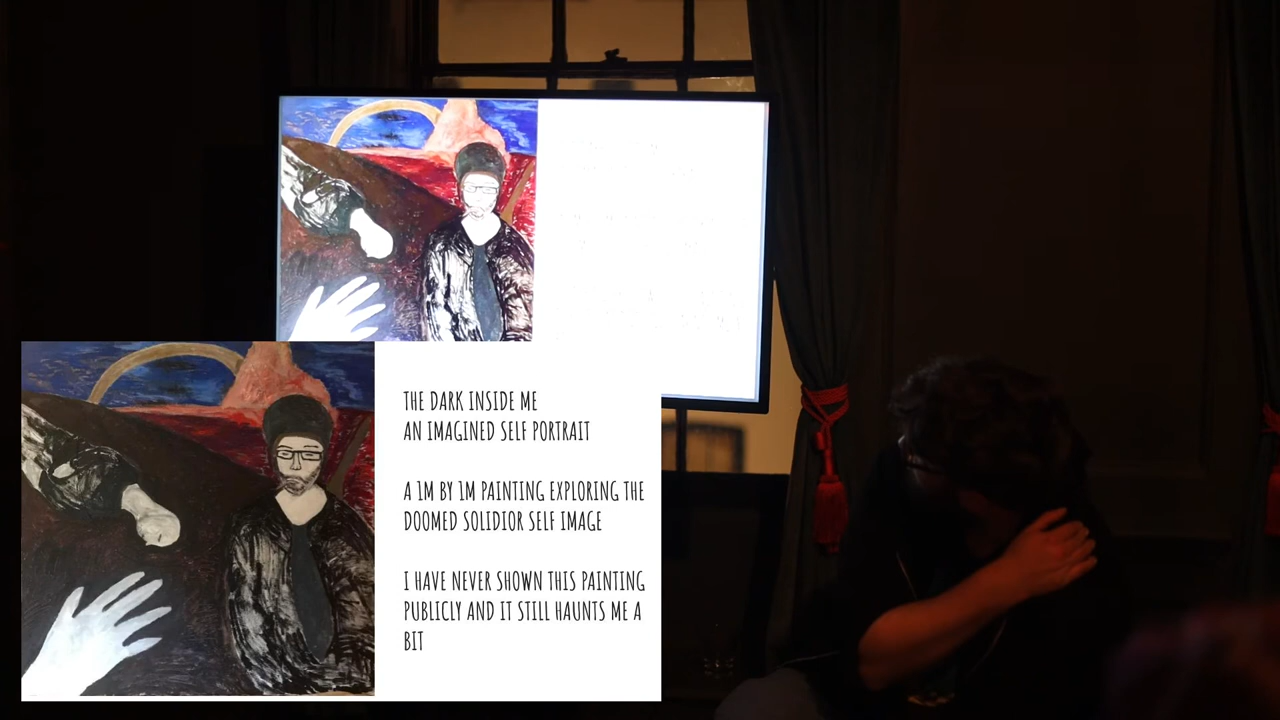 THE DARK INSIDE ME
AN IMAGINED SELF PORTRAIT
A 1M BY 1M PAINTING EXPLORING THE
DOOMED SOLIDIOR SELF IMAGE
I HAVE NEVER SHOWN THIS PAINTING
PUBLICLY AND IT STILL HAUNTS ME A
BIT